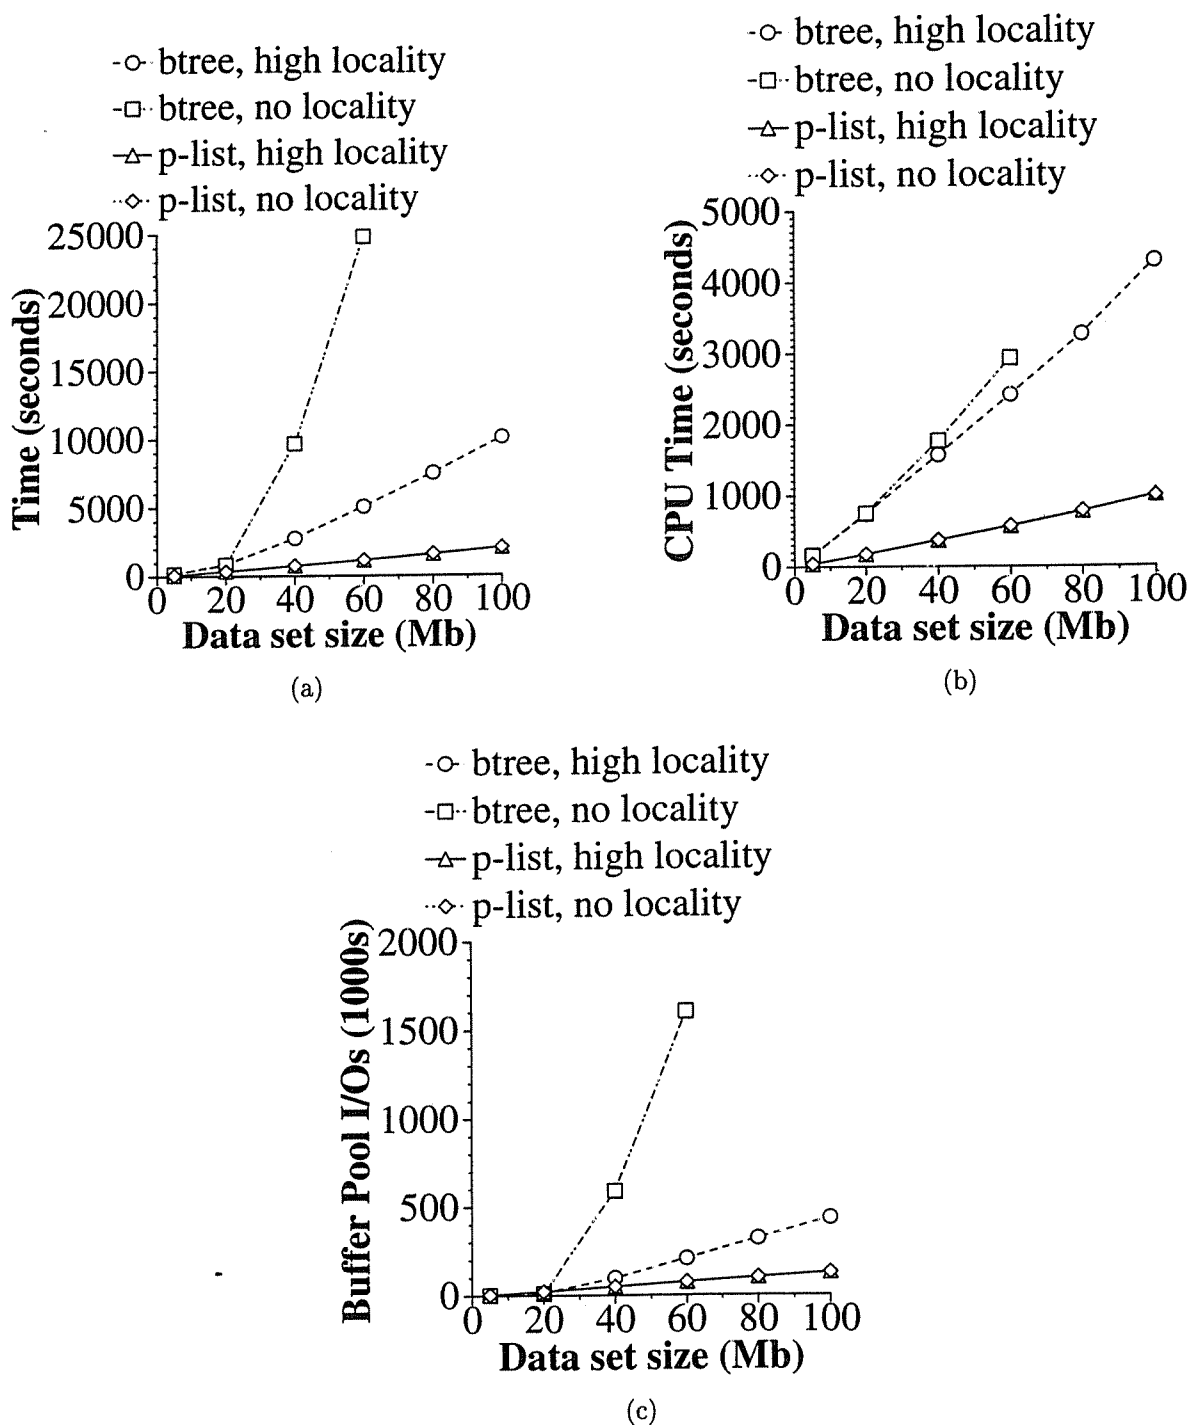 btree, high locality
btree, no locality
p-list, high locality
p-list, no locality
25000
20000
15000
10000
5000
0
Time (seconds)
0 20 40 60 80 100
Data set size (Mb)
(a)
btree, high locality
btree, no locality
p-list, high locality
p-list, no locality
5000
4000
3000
2000
1000
0
CPU Time (seconds)
0 20 40 60 80 100
Data set size (Mb)
(b)
btree, high locality
btree, no locality
p-list, high locality
p-list, no locality
2000
1500
1000
500
0
Buffer Pool I/Os (1000s)
0 20 40 60 80 100
Data set size (Mb)
(c)